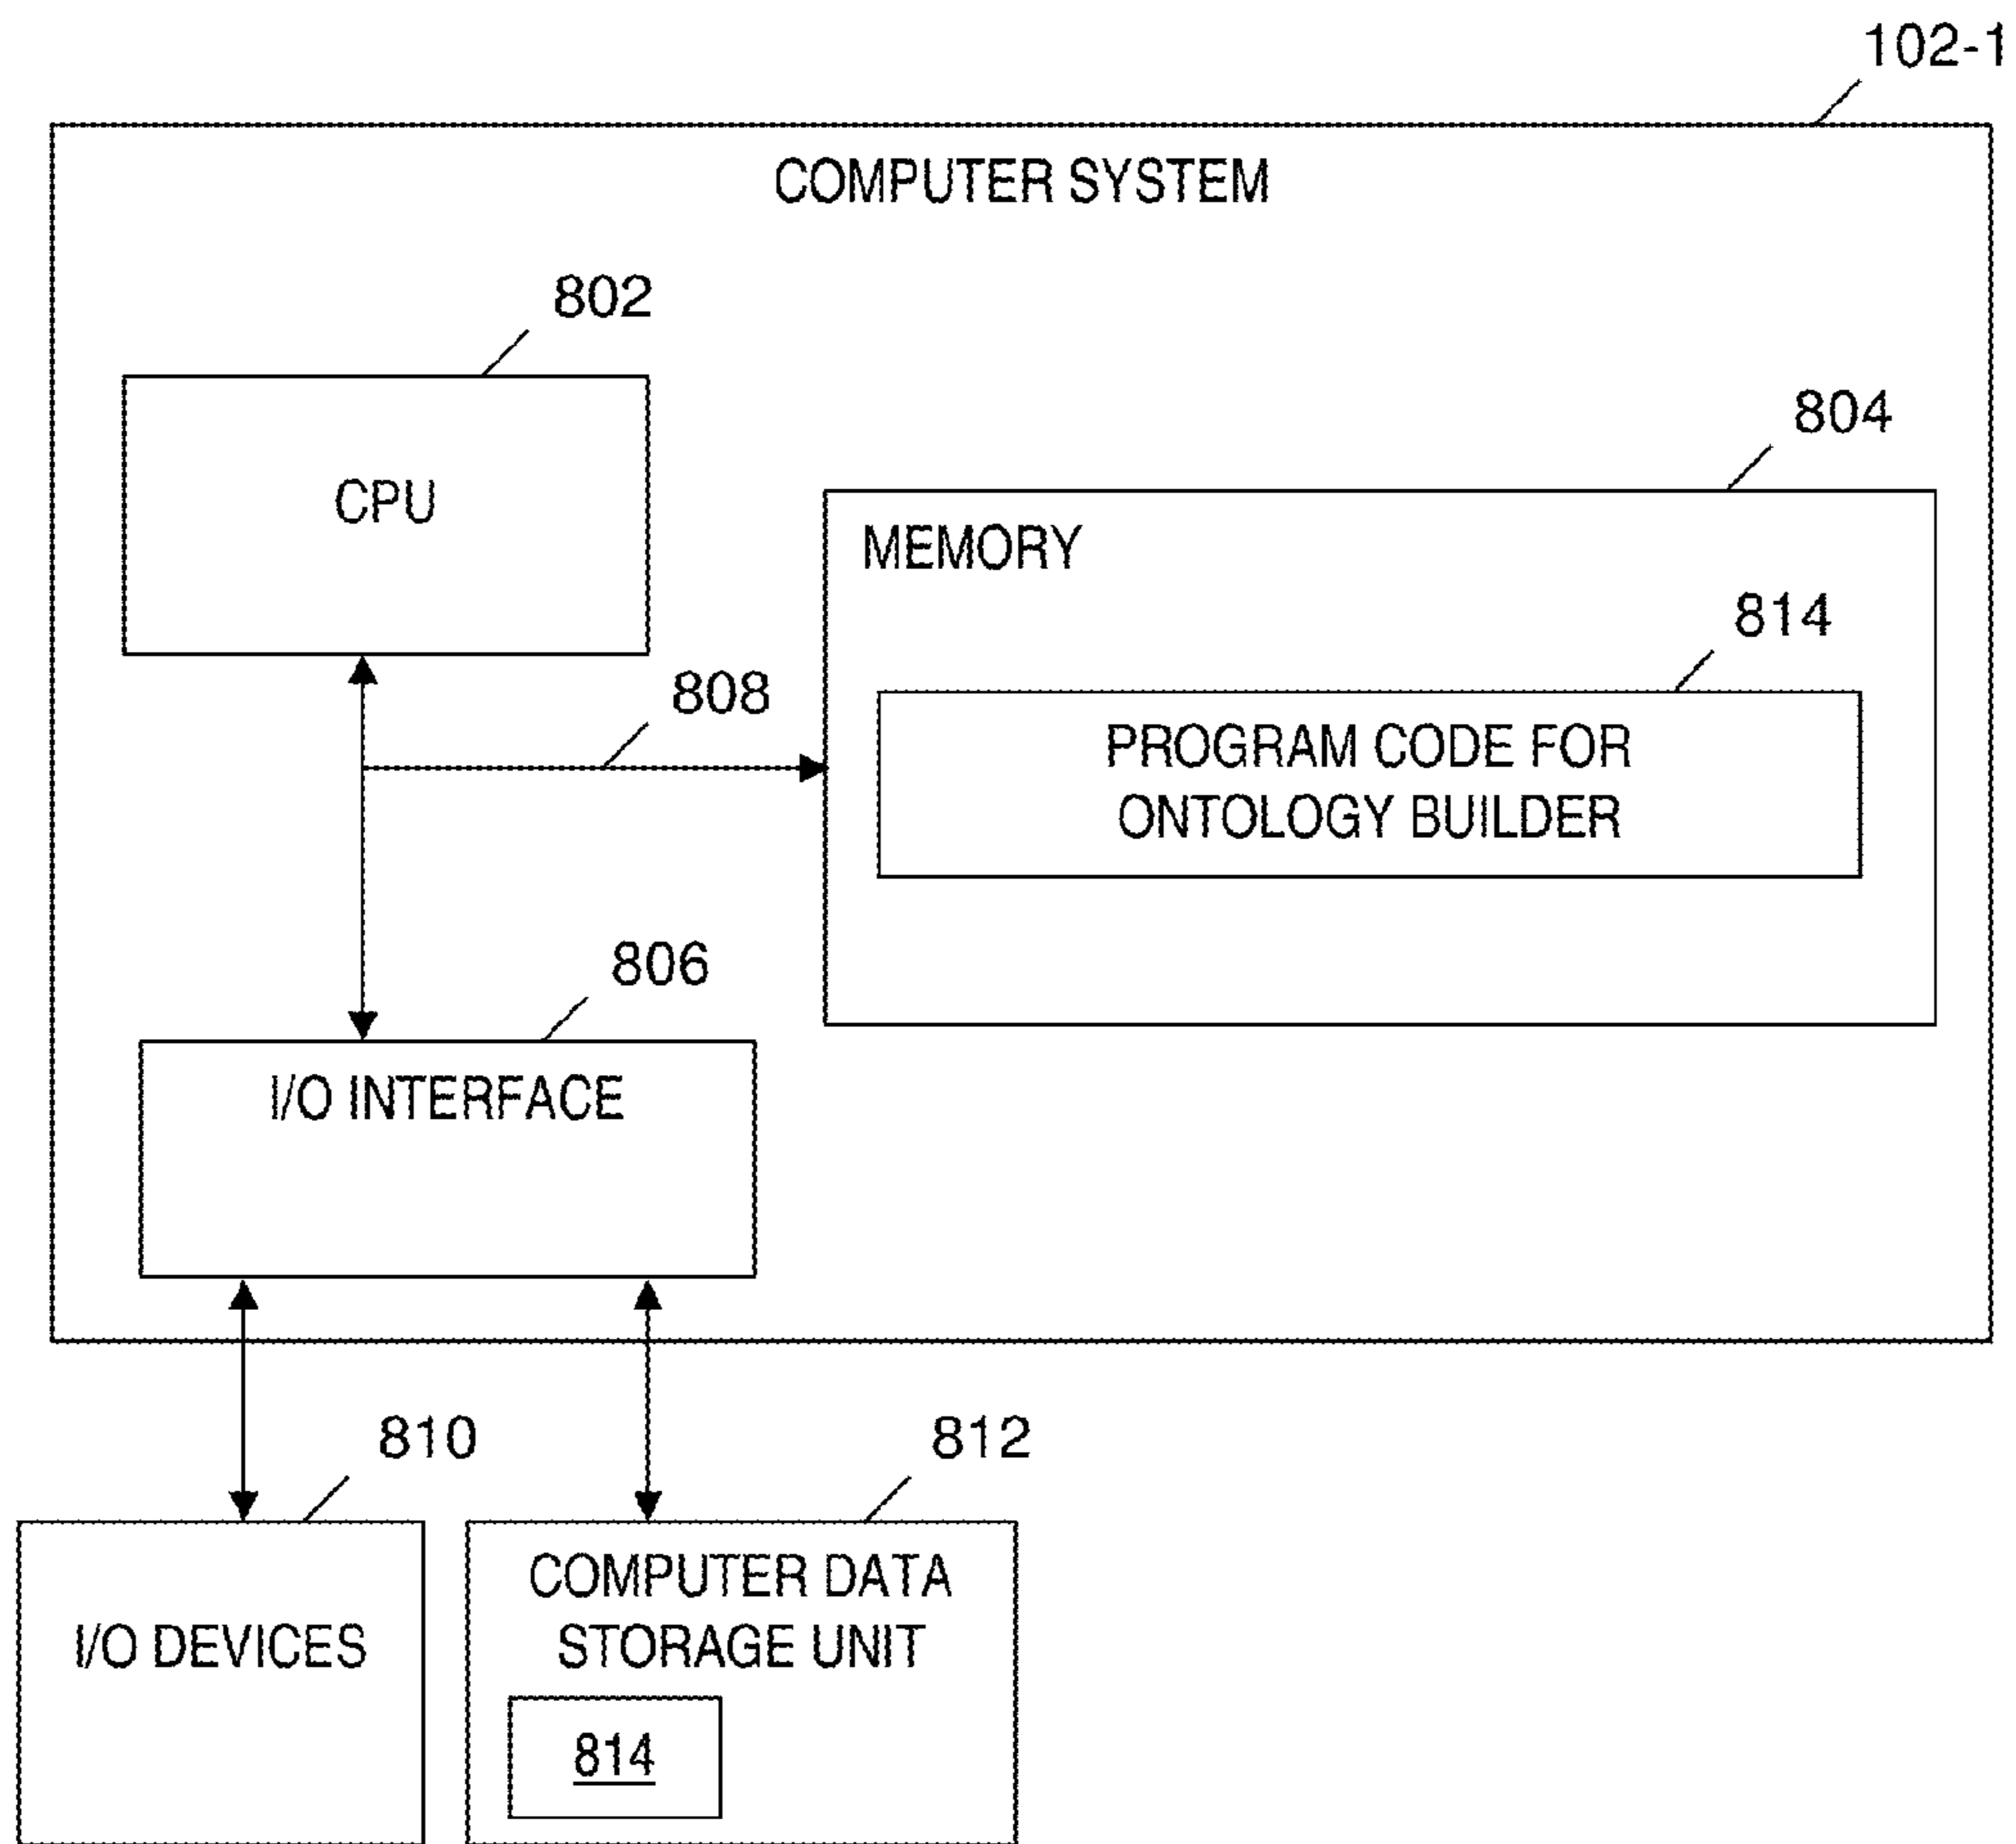 102-1
COMPUTER SYSTEM
802
CPU
804
MEMORY
814
PROGRAM CODE FOR
ONTOLOGY BUILDER
808
806
I/O INTERFACE
810
I/O DEVICES
812
COMPUTER DATA
STORAGE UNIT
814